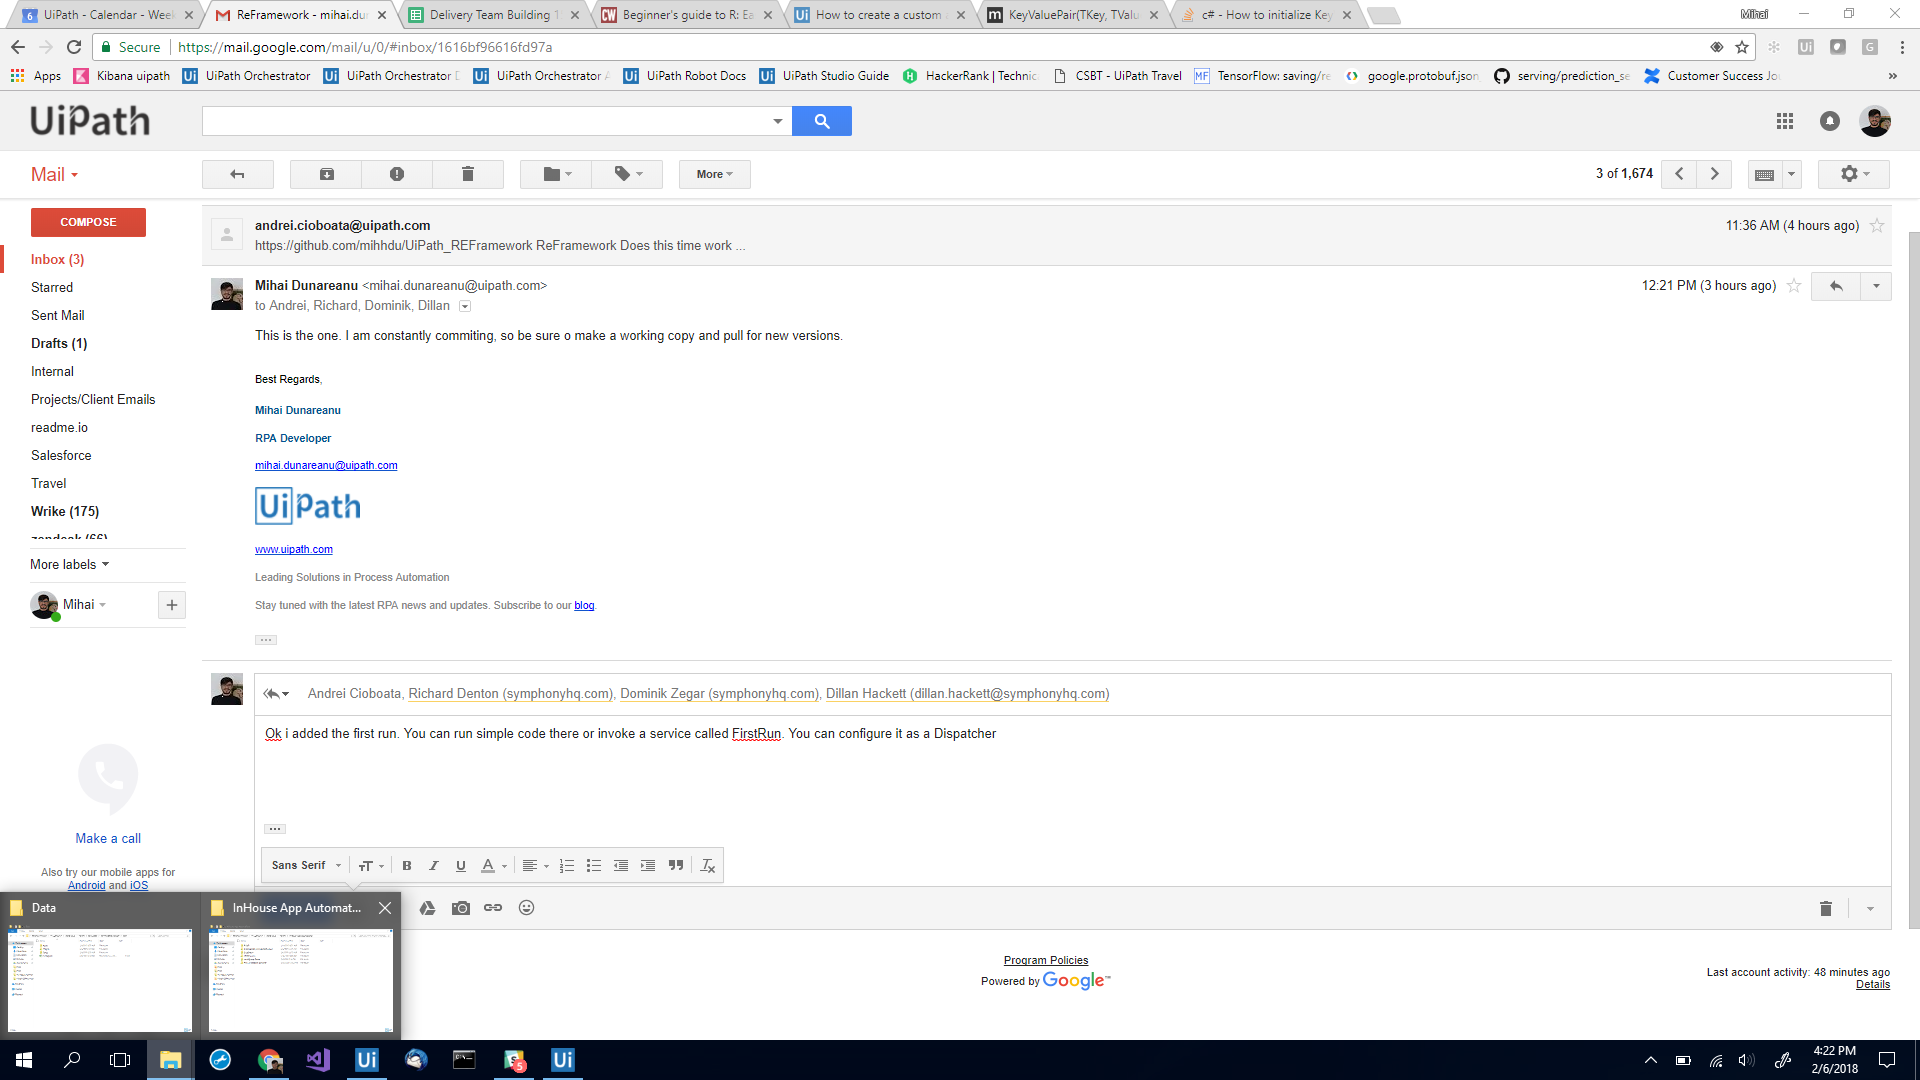 UiPath - Calendar - Week
ReFramework - mihai.du
Delivery Team Building T
Beginner's guide to R: Ea
How to create a custom
KeyValuePair(TKey, TValu
c# - How to initialize Key
Mihai
Secure
https://mail.google.com/mail/u/0/#inbox/1616bf96616fd97a
Apps
Kibana uipath
UiPath Orchestrator
UiPath Orchestrator D
UiPath Orchestrator A
UiPath Robot Docs
UiPath Studio Guide
HackerRank | Technic
CSBT - UiPath Travel
TensorFlow: saving/re
google.protobuf.json
serving/prediction_se
Customer Success Jou
UiPath
Mail
More
3 of 1,674
COMPOSE
Inbox (3)
Starred
Sent Mail
Drafts (1)
Internal
Projects/Client Emails
readme.io
Salesforce
Travel
Wrike (175)
zendesk (66)
More labels
Mihai
Make a call
Also try our mobile apps for
Android and iOS
andrei.cioboata@uipath.com
11:36 AM (4 hours ago)
https://github.com/mihhdu/UiPath_REFramework ReFramework Does this time work ...
Mihai Dunareanu <mihai.dunareanu@uipath.com>
12:21 PM (3 hours ago)
to Andrei, Richard, Dominik, Dillan
This is the one. I am constantly commiting, so be sure o make a working copy and pull for new versions.
Best Regards,
Mihai Dunareanu
RPA Developer
mihai.dunareanu@uipath.com
UiPath
www.uipath.com
Leading Solutions in Process Automation
Stay tuned with the latest RPA news and updates. Subscribe to our blog.
Andrei Cioboata, Richard Denton (symphonyhq.com), Dominik Zegar (symphonyhq.com), Dillan Hackett (dillan.hackett@symphonyhq.com)
Ok i added the first run. You can run simple code there or invoke a service called FirstRun. You can configure it as a Dispatcher
Sans Serif
Data
InHouse App Automat...
Program Policies
Powered by Google™
Last account activity: 48 minutes ago
Details
4:22 PM
2/6/2018